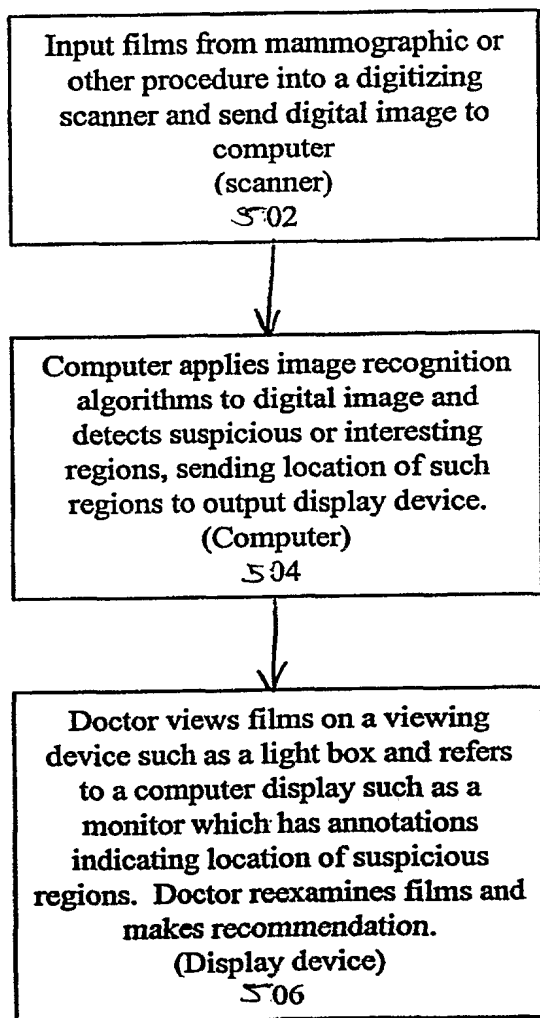 Input films from mammographic or
other procedure into a digitizing
scanner and send digital image to
computer
(scanner)
502
Computer applies image recognition
algorithms to digital image and
detects suspicious or interesting
regions, sending location of such
regions to output display device.
(Computer)
504
Doctor views films on a viewing
device such as a light box and refers
to a computer display such as a
monitor which has annotations
indicating location of suspicious
regions. Doctor reexamines films and
makes recommendation.
(Display device)
506